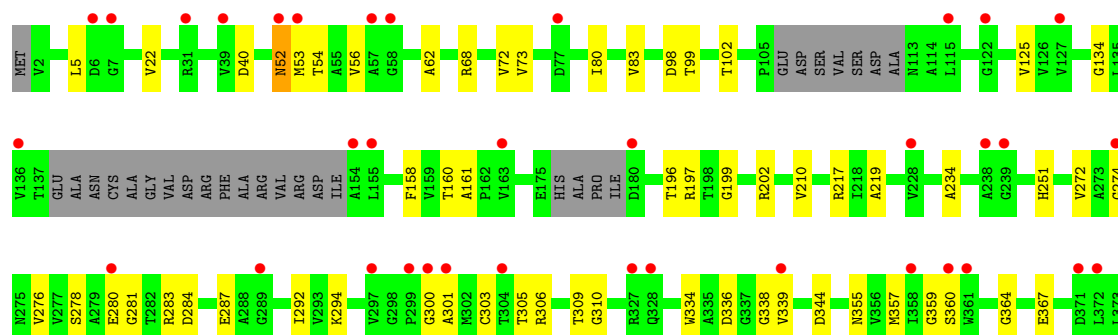 MET V2 L5 D6 G7 V22 R31 V39 D40 N52 M53 T54 A55 V56 A57 G58 A62 R68 V72 V73 D77 I80 V83 D98 T99 T102 P105 GLU ASP SER VAL SER ASP ALA N113 A114 L115 G122 V125 V126 V127 G134 L135
V136 T137 GLU ALA ASN CYS ALA GLY VAL ASP ARG PHE ALA ARG VAL ARG ASP ILE A154 L155 F158 V159 T160 A161 P162 V163 E175 HIS ALA PRO ILE D180 T196 R197 T198 G199 R202 V210 R217 I218 A219 V228 A234 A238 G239 H251 V272 A273 G274
N275 V276 V277 S278 A279 E280 G281 T282 R283 D284 E287 A288 G289 I292 V293 K294 V297 G298 P299 G300 A301 M302 C303 T304 T305 R306 T309 G310 R327 Q328 W334 A335 D336 G337 G338 V339 D344 N355 V356 M357 I358 G359 S360 W361 G364 E367 D371 L372